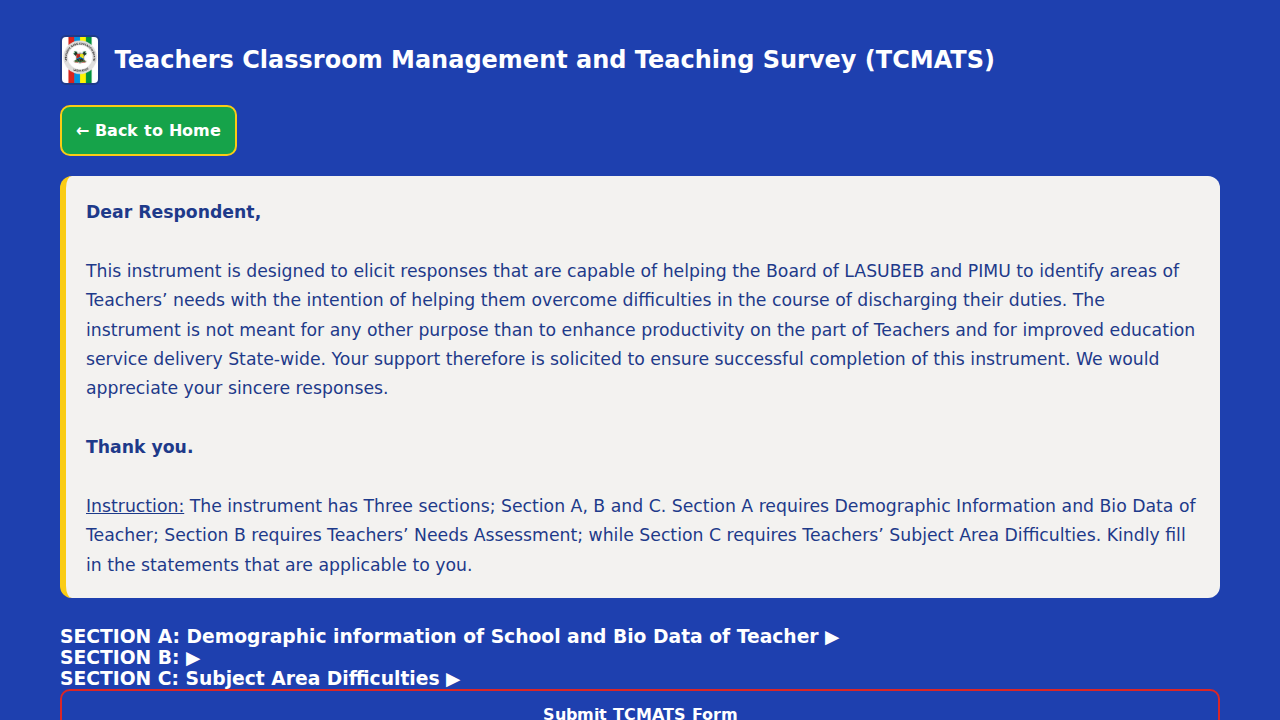 Teachers Classroom Management and Teaching Survey (TCMATS)
← Back to Home
Dear Respondent,
This instrument is designed to elicit responses that are capable of helping the Board of LASUBEB and PIMU to identify areas of
Teachers’ needs with the intention of helping them overcome difficulties in the course of discharging their duties. The
instrument is not meant for any other purpose than to enhance productivity on the part of Teachers and for improved education
service delivery State-wide. Your support therefore is solicited to ensure successful completion of this instrument. We would
appreciate your sincere responses.
Thank you.
Instruction: The instrument has Three sections; Section A, B and C. Section A requires Demographic Information and Bio Data of
Teacher; Section B requires Teachers’ Needs Assessment; while Section C requires Teachers’ Subject Area Difficulties. Kindly fill
in the statements that are applicable to you.
SECTION A: Demographic information of School and Bio Data of Teacher ▶
SECTION B: ▶
SECTION C: Subject Area Difficulties ▶
Submit TCMATS Form